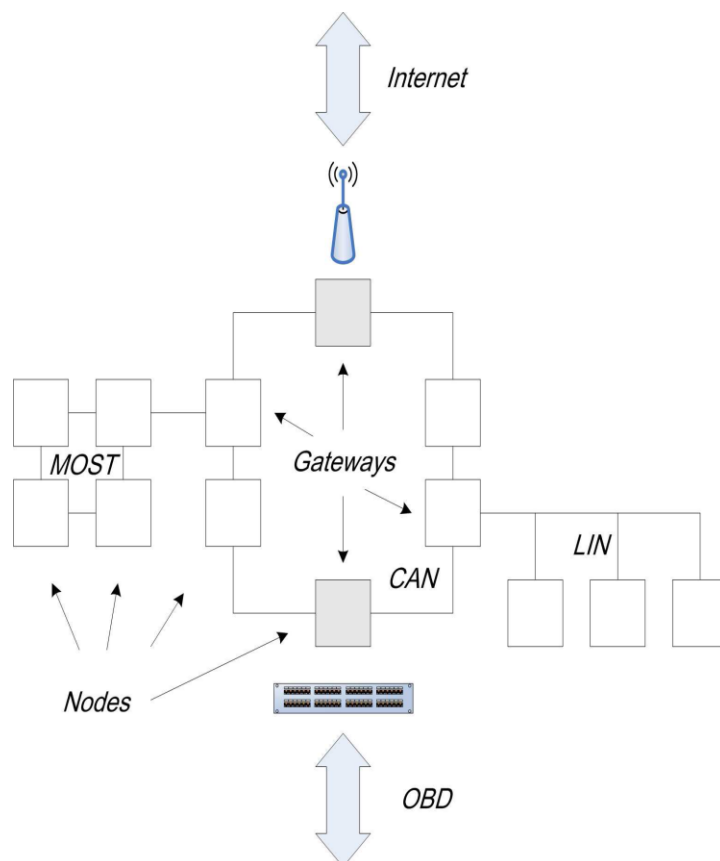 Internet
MOST
Gateways
LIN
CAN
Nodes
OBD